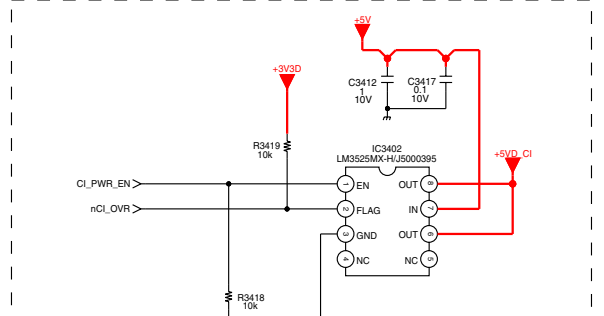 +5V
+3V3D
C3412
1
10V
C3417
0.1
10V
R3419
10k
IC3402
LM3525MX-H/J5000395
+5VD_CI
CI_PWR_EN
1 EN
OUT 8
nCI_OVR
2 FLAG
IN 7
3 GND
OUT 6
4 NC
NC 5
R3418
10k